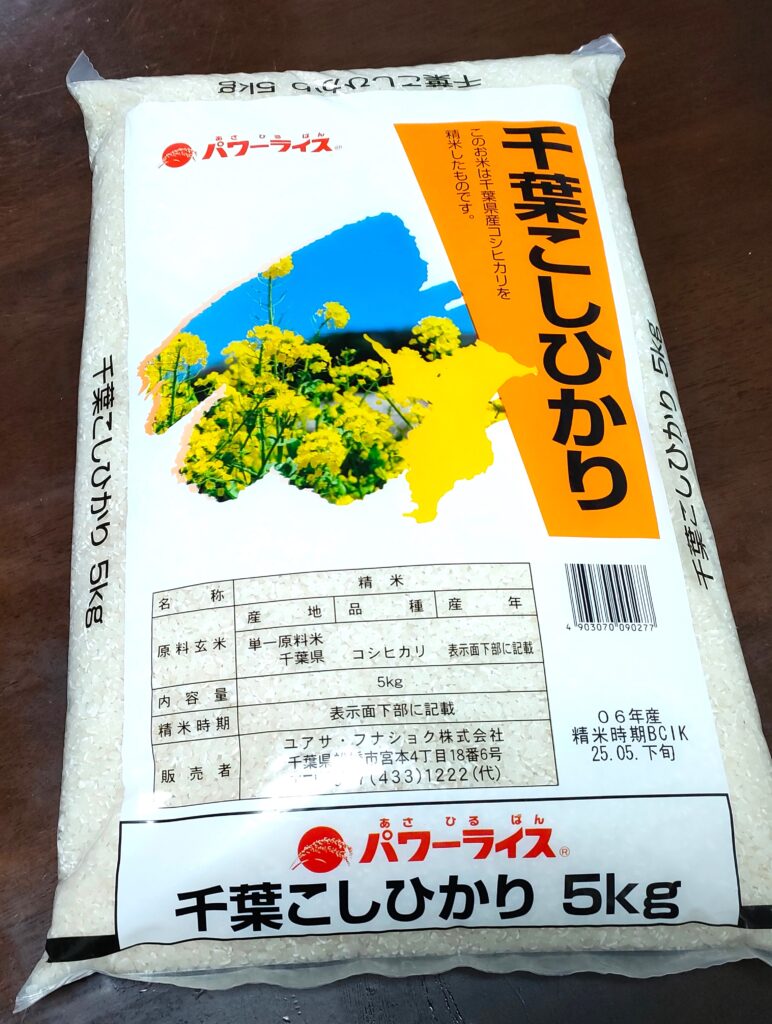 千葉こしひかり 5kg
あさ ひる ばん
パワーライス®
千葉こしひかり
このお米は千葉県産コシヒカリを
精米したものです。
千葉こしひかり 5kg
千葉こしひかり 5kg
名称 精米
原料玄米 産地 品種 産年
単一原料米
千葉県 コシヒカリ 表示面下部に記載
内容量 5kg
精米時期 表示面下部に記載
販売者 ユアサ・フナショク株式会社
千葉県 市宮本4丁目18番6号
(433)1222(代)
4 903070 090277
06年産
精米時期BCIK
25.05.下旬
あさ ひる ばん
パワーライス®
千葉こしひかり 5kg